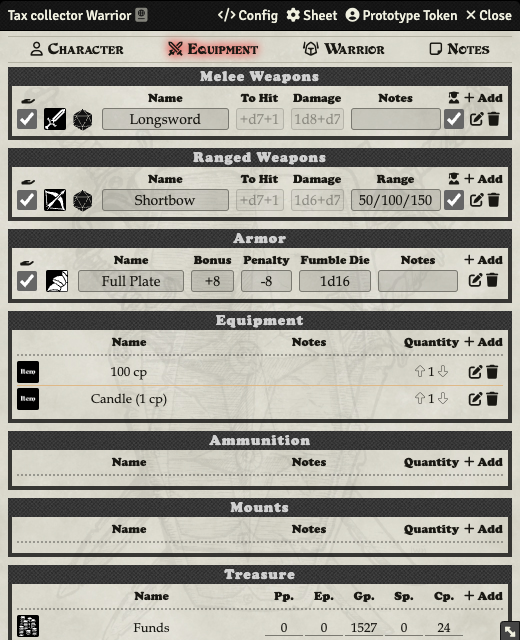 Tax collector Warrior Config Sheet Prototype Token Close
Character Equipment Warrior Notes
Melee Weapons
Name To Hit Damage Notes + Add
Longsword +d7+1 1d8+d7
Ranged Weapons
Name To Hit Damage Range + Add
Shortbow +d7+1 1d6+d7 50/100/150
Armor
Name Bonus Penalty Fumble Die Notes + Add
Full Plate +8 -8 1d16
Equipment
Name Notes Quantity + Add
Item 100 cp 1
Item Candle (1 cp) 1
Ammunition
Name Notes Quantity + Add
Mounts
Name Notes Quantity + Add
Treasure
Name Pp. Ep. Gp. Sp. Cp. + Add
Funds 0 0 1527 0 24